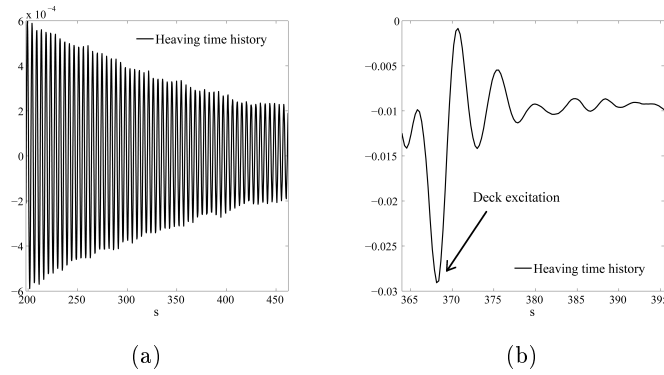 6 x 10⁻⁴
Heaving time history
4
2
0
−2
−4
−6
200 250 300 350 400 450
s
(a)
0
−0.005
−0.01
−0.015
−0.02
−0.025
−0.03
Deck excitation
Heaving time history
365 370 375 380 385 390 39
s
(b)